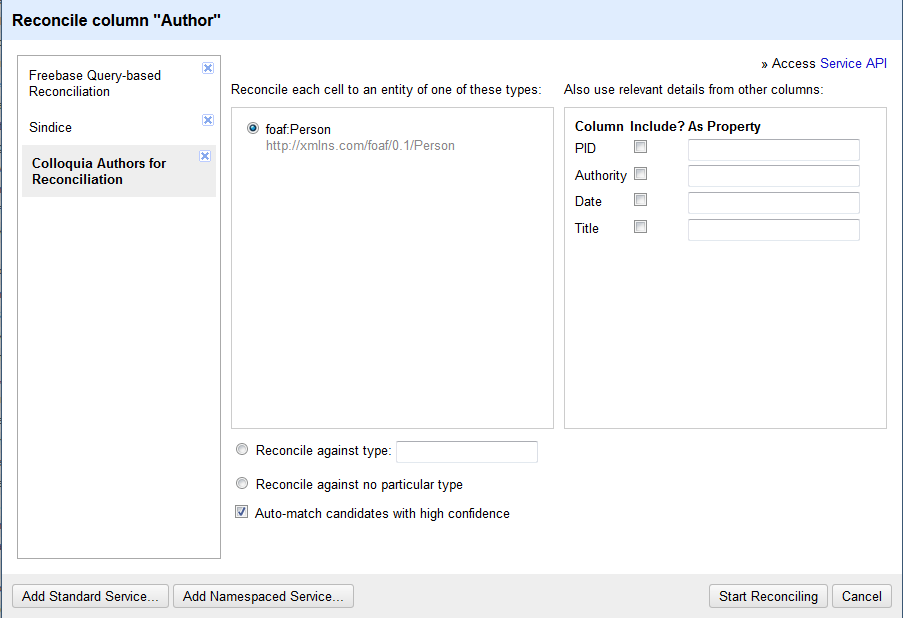 Reconcile column "Author"
Freebase Query-based
Reconciliation
Sindice
Colloquia Authors for
Reconciliation
» Access Service API
Reconcile each cell to an entity of one of these types:
foaf:Person
http://xmlns.com/foaf/0.1/Person
Also use relevant details from other columns:
Column Include? As Property
PID
Authority
Date
Title
Reconcile against type:
Reconcile against no particular type
Auto-match candidates with high confidence
Add Standard Service... Add Namespaced Service... Start Reconciling Cancel